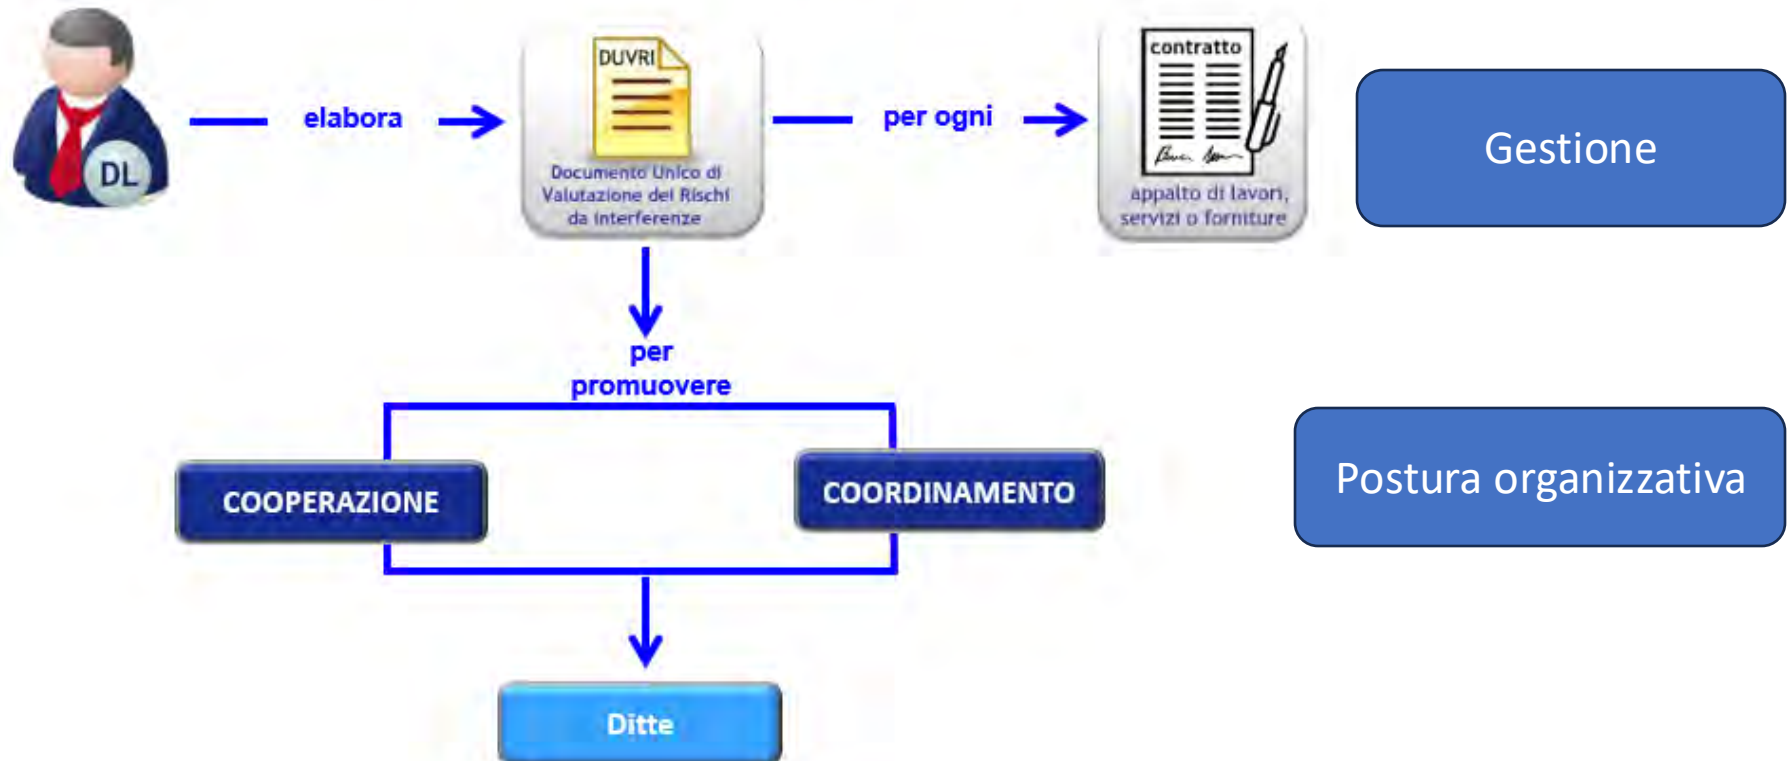 DL
elabora
DUVRI
Documento Unico di
Valutazione dei Rischi
da interferenze
per ogni
contratto
appalto di lavori,
servizi o forniture
Gestione
per
promuovere
COOPERAZIONE
COORDINAMENTO
Postura organizzativa
Ditte